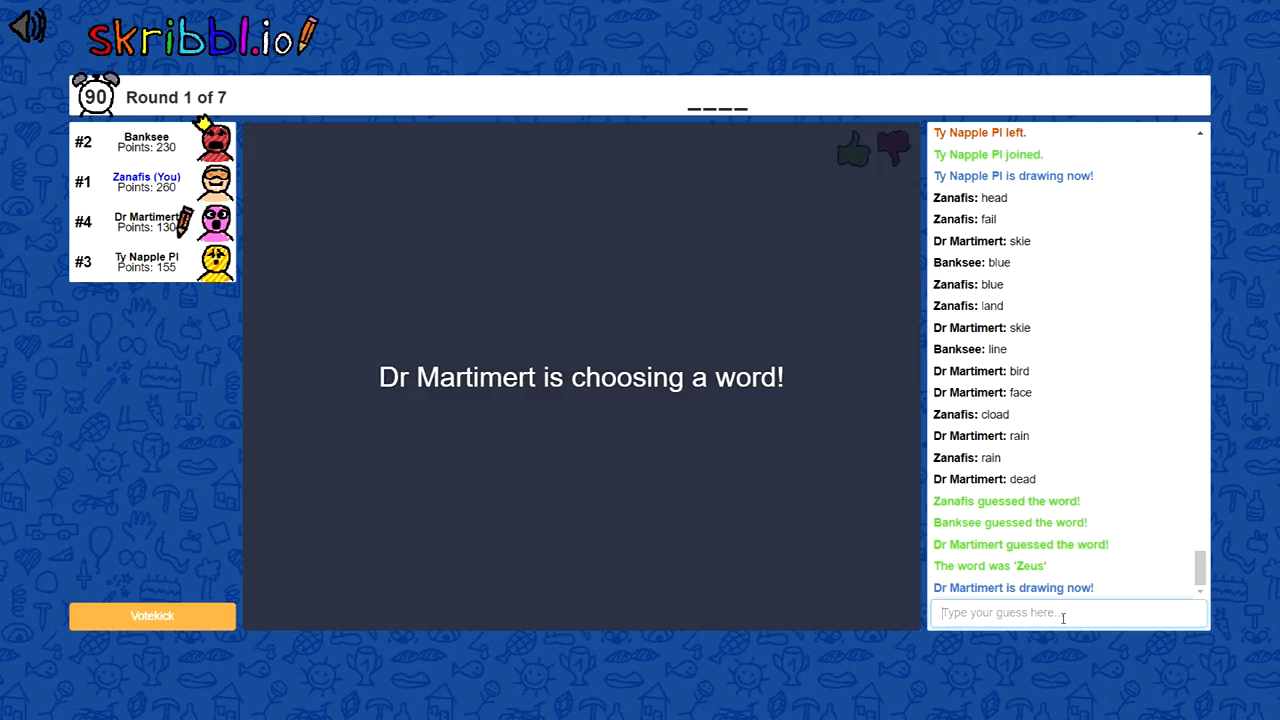 skribbl.io
90
Round 1 of 7
____
#2
Banksee
Points: 230
#1
Zanafis (You)
Points: 260
#4
Dr Martimert
Points: 130
#3
Ty Napple Pl
Points: 155
Votekick
Dr Martimert is choosing a word!
Ty Napple Pl left.
Ty Napple Pl joined.
Ty Napple Pl is drawing now!
Zanafis: head
Zanafis: fail
Dr Martimert: skie
Banksee: blue
Zanafis: blue
Zanafis: land
Dr Martimert: skie
Banksee: line
Dr Martimert: bird
Dr Martimert: face
Zanafis: cload
Dr Martimert: rain
Zanafis: rain
Dr Martimert: dead
Zanafis guessed the word!
Banksee guessed the word!
Dr Martimert guessed the word!
The word was 'Zeus'
Dr Martimert is drawing now!
Type your guess here...